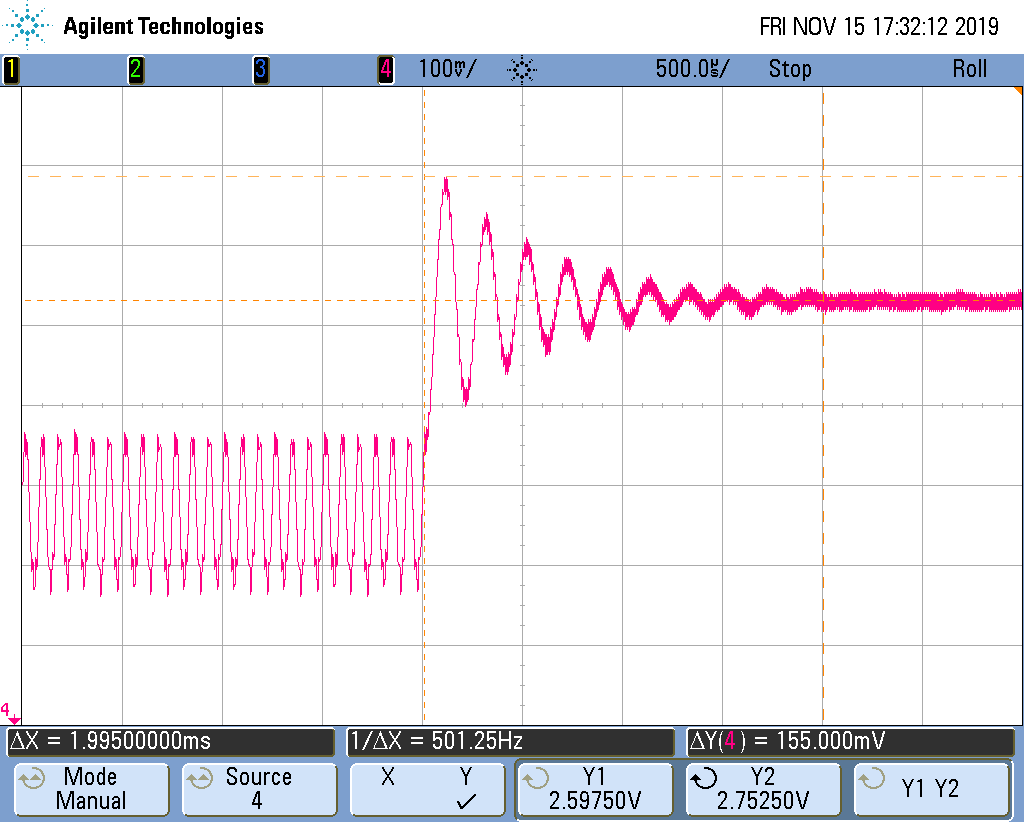 Agilent Technologies
FRI NOV 15 17:32:12 2019
1 2 3 4 100mV/ 500.0µs/ Stop Roll
4
ΔX = 1.99500000ms 1/ΔX = 501.25Hz ΔY(4) = 155.000mV
Mode Source X Y Y1 Y2 Y1 Y2
Manual 4 ✓ 2.59750V 2.75250V